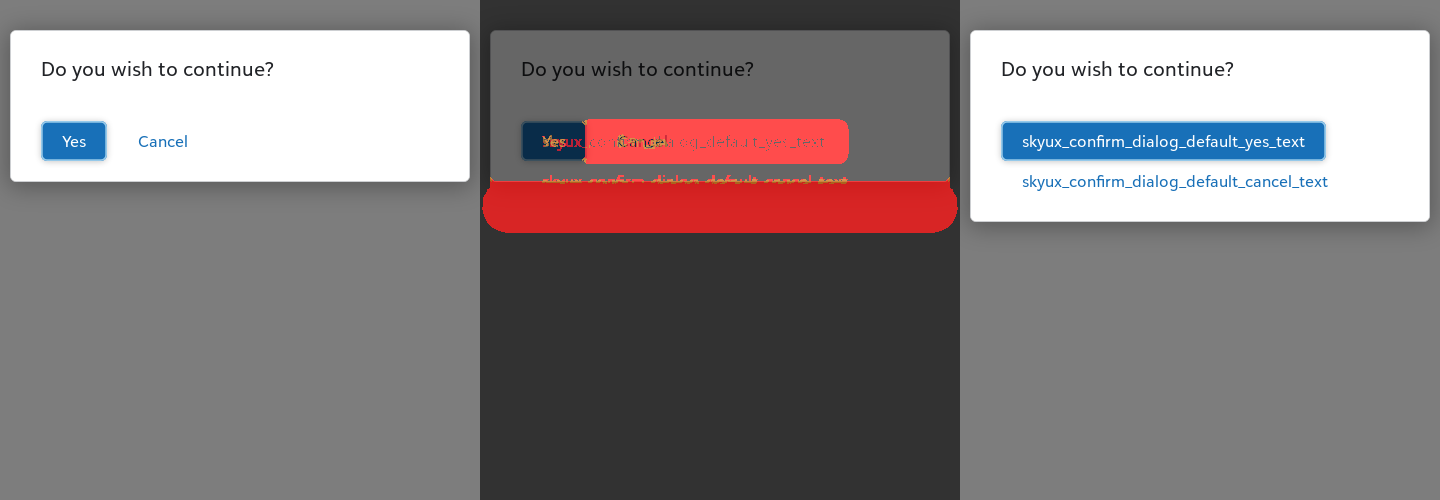 Do you wish to continue?
Yes Cancel
Do you wish to continue?
Yes Cancel
skyux_confirm_dialog_default_yes_text
skyux_confirm_dialog_default_cancel_text
Do you wish to continue?
skyux_confirm_dialog_default_yes_text
skyux_confirm_dialog_default_cancel_text